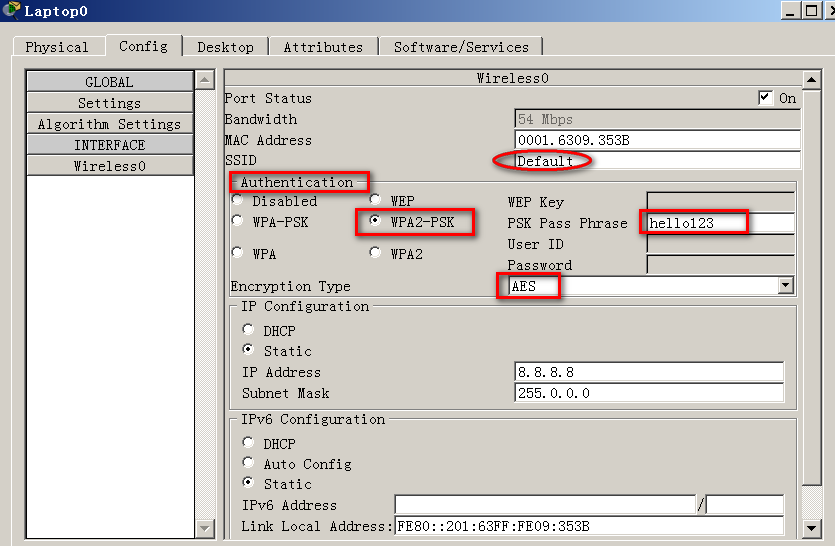 Laptop0
Physical Config Desktop Attributes Software/Services
GLOBAL
Settings
Algorithm Settings
INTERFACE
Wireless0
Wireless0
Port Status On
Bandwidth 54 Mbps
MAC Address 0001.6309.353B
SSID Default
Authentication
Disabled WEP WEP Key
WPA-PSK WPA2-PSK PSK Pass Phrase hello123
User ID
WPA WPA2
Password
Encryption Type AES
IP Configuration
DHCP
Static
IP Address 8.8.8.8
Subnet Mask 255.0.0.0
IPv6 Configuration
DHCP
Auto Config
Static
IPv6 Address /
Link Local Address: FE80::201:63FF:FE09:353B